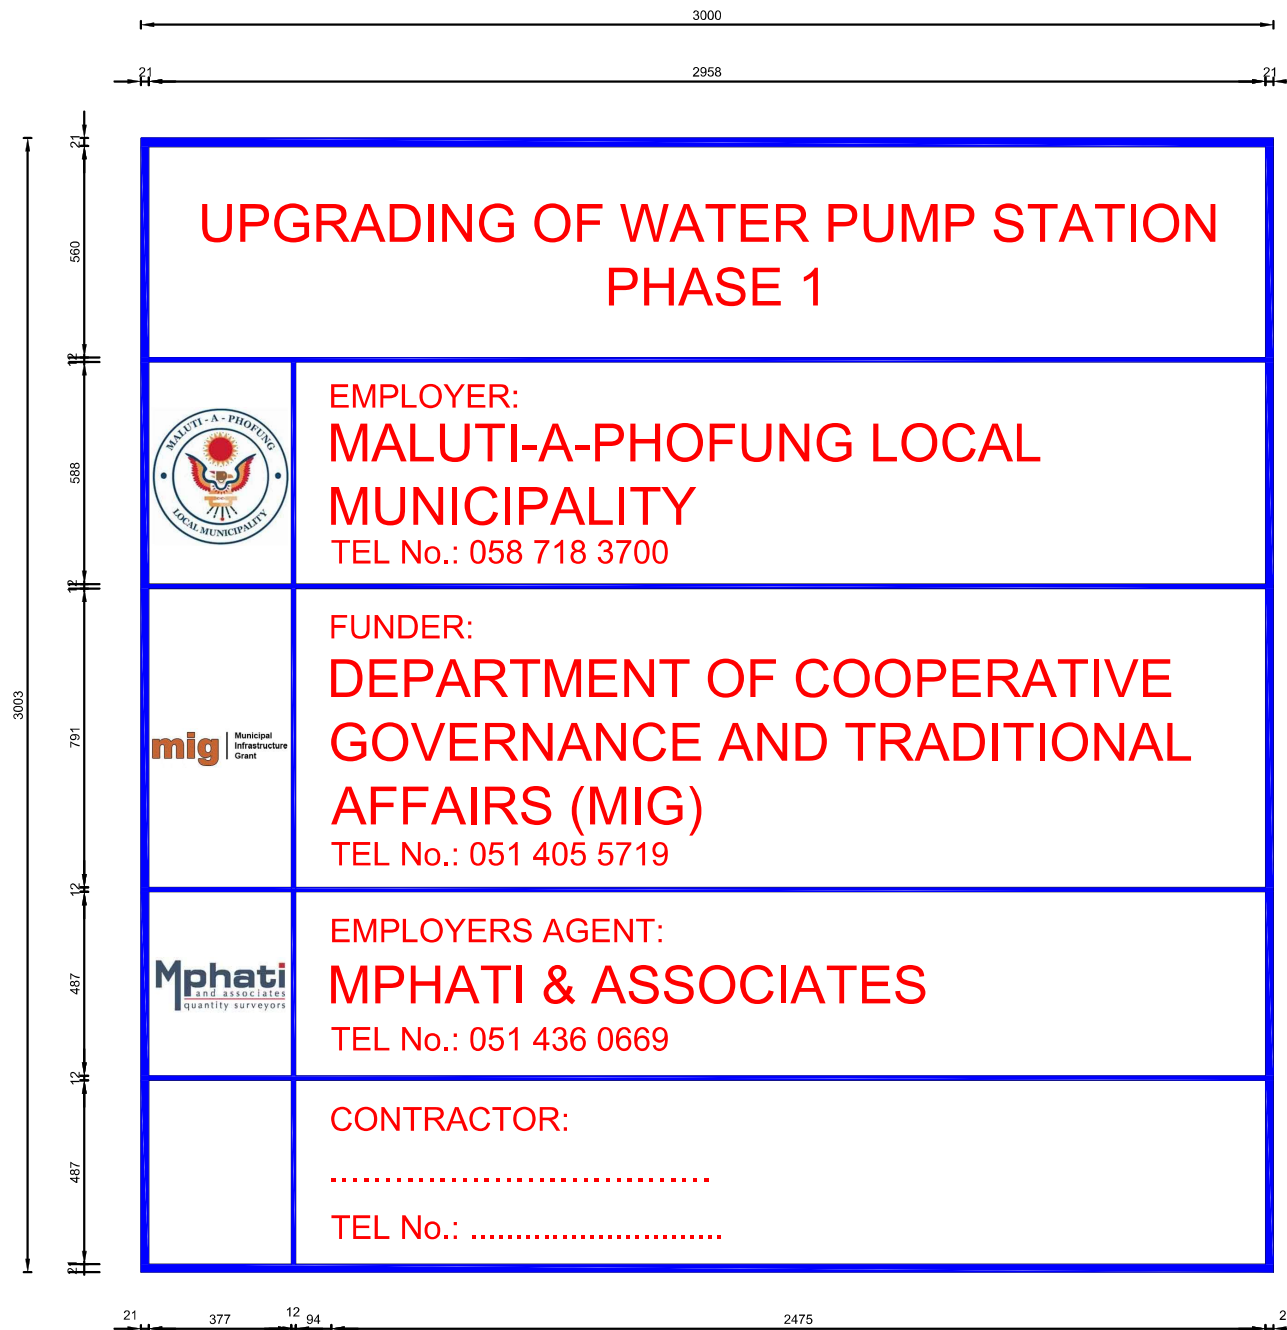 3000
21 2958 21
UPGRADING OF WATER PUMP STATION
PHASE 1
MALUTI - A - PHOFUNG
LOCAL MUNICIPALITY
EMPLOYER:
MALUTI-A-PHOFUNG LOCAL
MUNICIPALITY
TEL No.: 058 718 3700
mig
Municipal
Infrastructure
Grant
FUNDER:
DEPARTMENT OF COOPERATIVE
GOVERNANCE AND TRADITIONAL
AFFAIRS (MIG)
TEL No.: 051 405 5719
Mphati
and associates
quantity surveyors
EMPLOYERS AGENT:
MPHATI & ASSOCIATES
TEL No.: 051 436 0669
CONTRACTOR:
.................................
TEL No.: ..........................
3003
21
560
12
588
12
791
12
487
12
487
21
21 377 12 94 2475